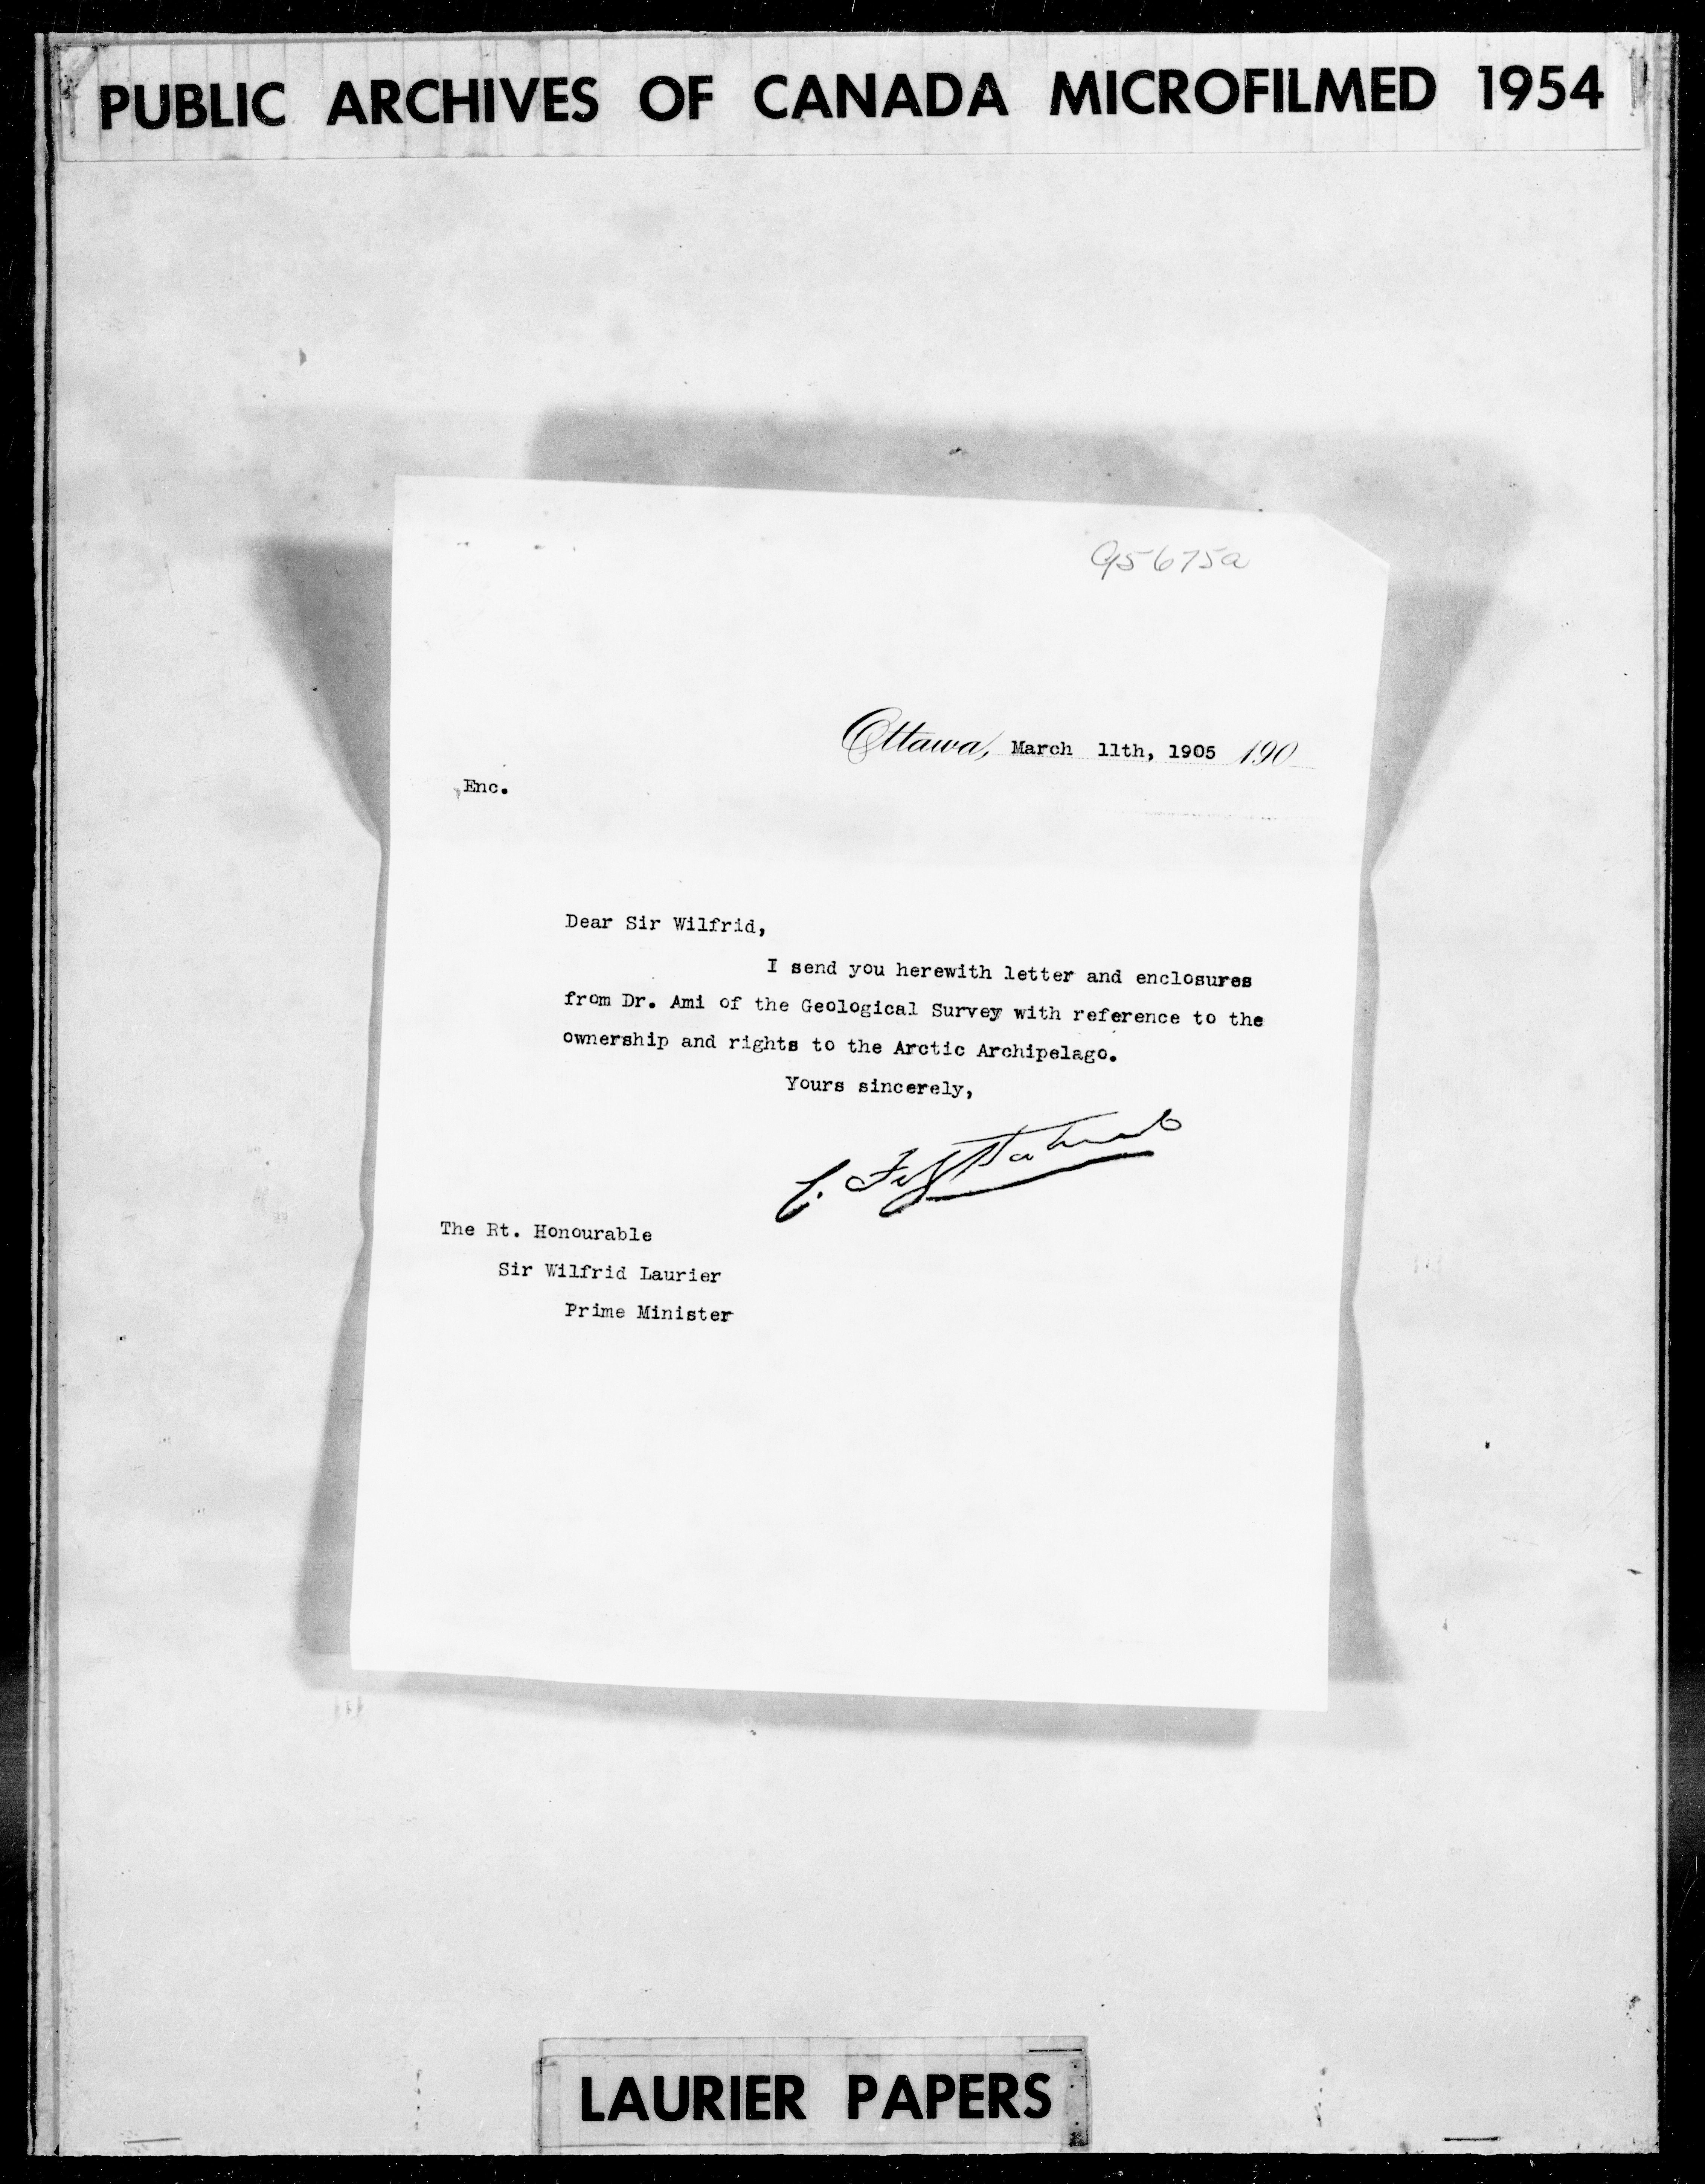 PUBLIC ARCHIVES OF CANADA MICROFILMED 1954
95675a
Ottawa, March 11th, 1905 190
Enc.
Dear Sir Wilfrid,
I send you herewith letter and enclosures
from Dr. Ami of the Geological Survey with reference to the
ownership and rights to the Arctic Archipelago.
Yours sincerely,
C. Fitzpatrick
The Rt. Honourable
Sir Wilfrid Laurier
Prime Minister
LAURIER PAPERS